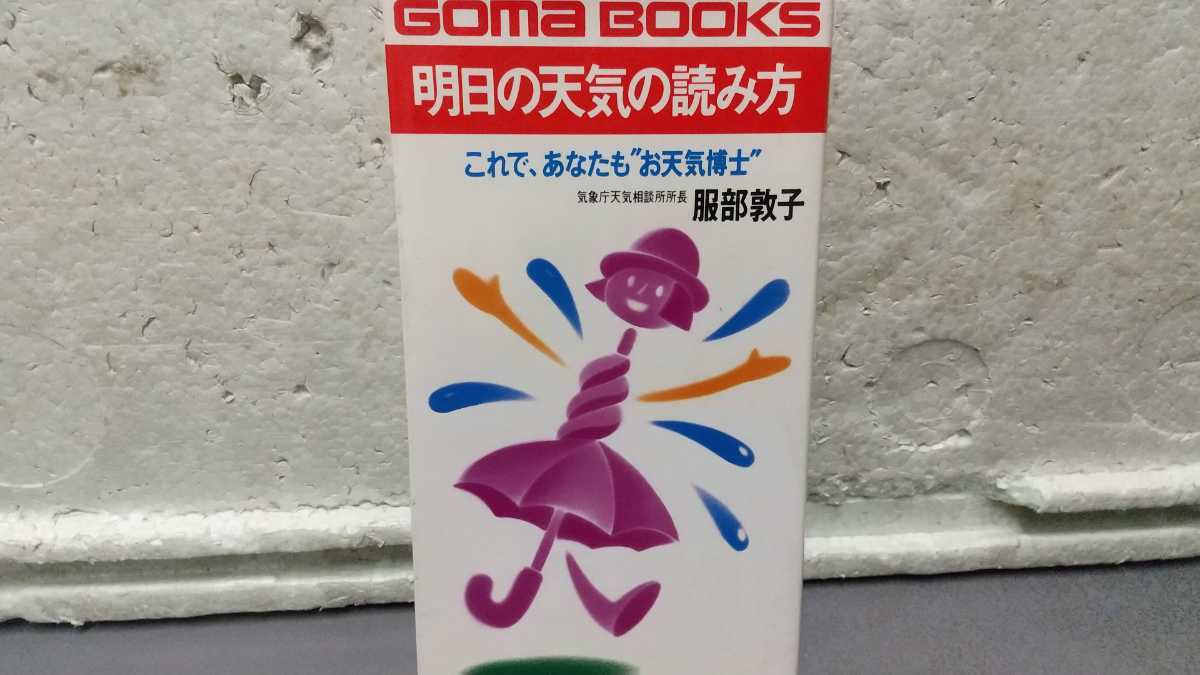 GOMA BOOKS
明日の天気の読み方
これで、あなたも"お天気博士"
気象庁天気相談所所長 服部敦子